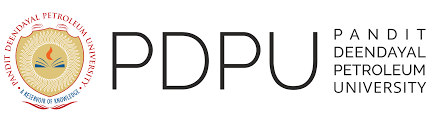 PANDIT DEENDAYAL PETROLEUM UNIVERSITY
• A RESERVOIR OF KNOWLEDGE •
PDPU
PANDIT
DEENDAYAL
PETROLEUM
UNIVERSITY